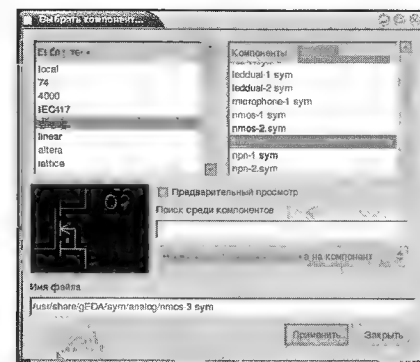 Выбрать компонент...
local
74
4000
IEC417
linear
altera
lattice
Компоненты
leddual-1 sym
leddual-2 sym
microphone-1 sym
nmos-1 sym
nmos-2.sym
npn-1 sym
npn-2.sym
Предварительный просмотр
Поиск среди компонентов
на компонент
Имя файла
/usr/share/gEDA/sym/analog/nmos-3 sym
Применить
Закрыть